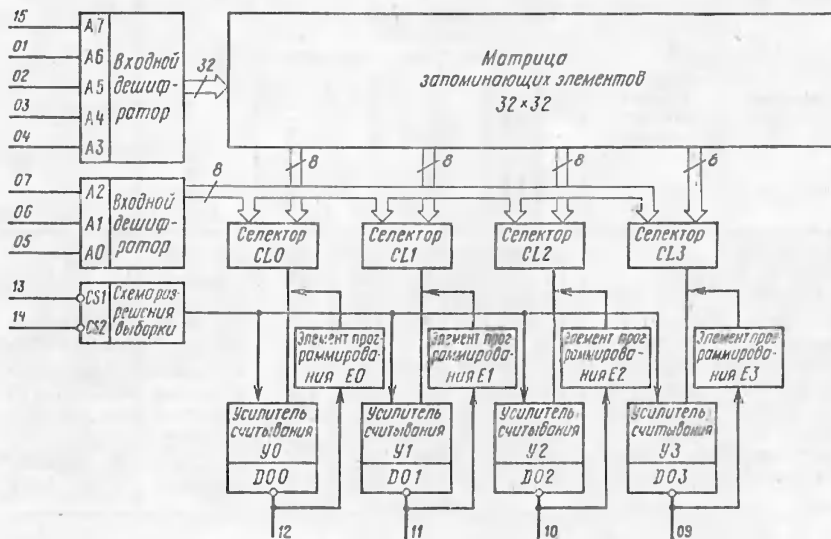 15 A7
01 A6
02 A5
03 A4
04 A3
Входной
дешиф-
ратор
32
Матрица
запоминающих элементов
32×32
8 8 8 8
07 A2
06 A1
05 A0
Входной
дешиф-
ратор
8
Селектор
CL0
Селектор
CL1
Селектор
CL2
Селектор
CL3
13 CS1
14 CS2
Схема раз-
решения
выборки
Элемент прог-
раммирова-
ния E0
Элемент прог-
раммирова-
ния E1
Элемент прог-
раммирова-
ния E2
Элемент прог-
раммирова-
ния E3
Усилитель
считывания
У0
DO0
Усилитель
считывания
У1
DO1
Усилитель
считывания
У2
DO2
Усилитель
считывания
У3
DO3
12 11 10 09